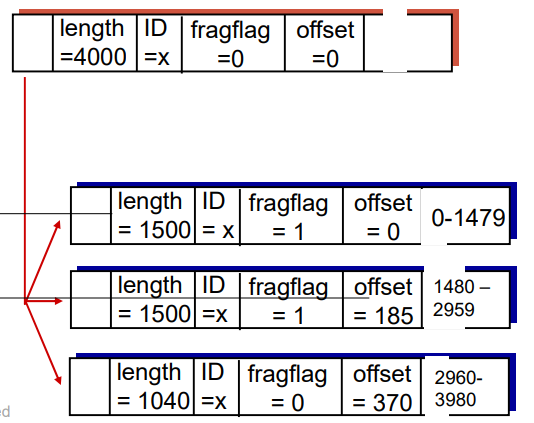 length ID fragflag offset
=4000 =x =0 =0
length ID fragflag offset 0-1479
= 1500 = x = 1 = 0
length ID fragflag offset 1480 –
= 1500 =x = 1 = 185 2959
length ID fragflag offset 2960-
= 1040 =x = 0 = 370 3980
ed